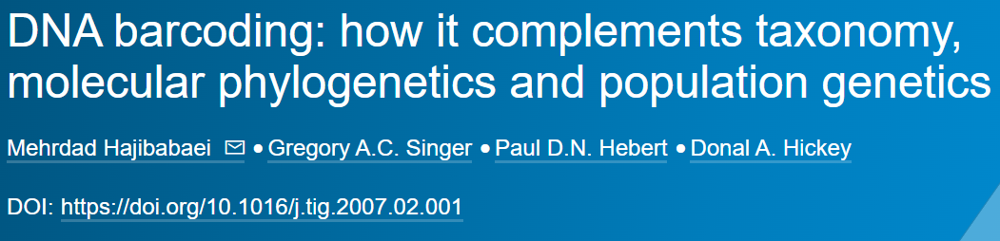 DNA barcoding: how it complements taxonomy,
molecular phylogenetics and population genetics
Mehrdad Hajibabaei • Gregory A.C. Singer • Paul D.N. Hebert • Donal A. Hickey
DOI: https://doi.org/10.1016/j.tig.2007.02.001